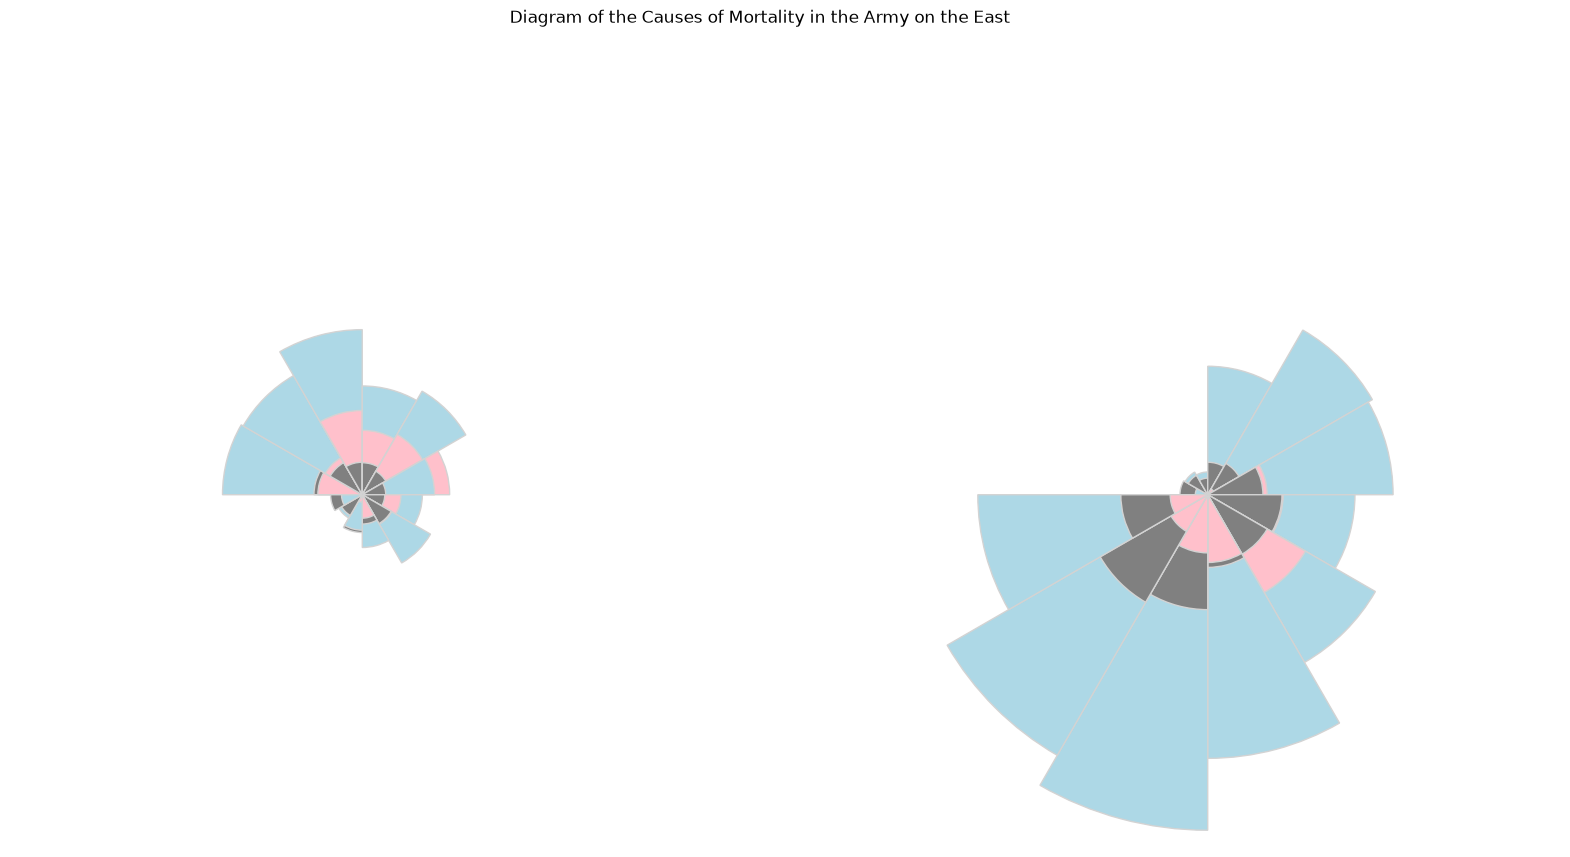 Diagram of the Causes of Mortality in the Army on the East